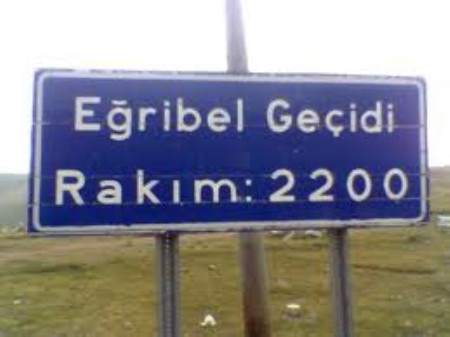 Eğribel Geçidi
Rakım: 2200